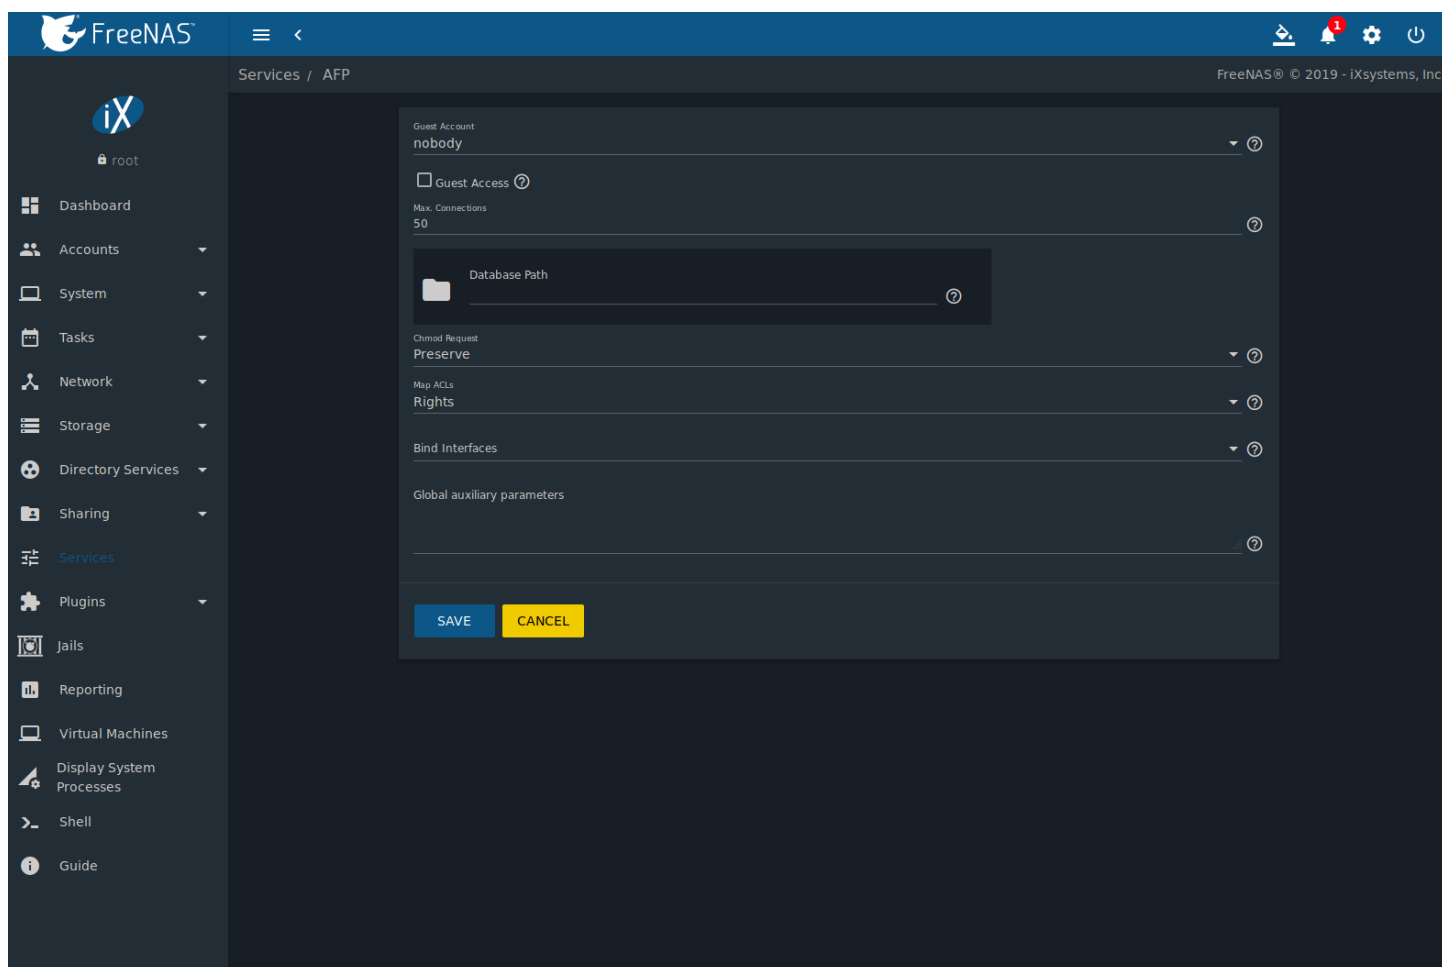 FreeNAS
1
Services / AFP
FreeNAS® © 2019 - iXsystems, Inc
iX
root
Dashboard
Accounts
System
Tasks
Network
Storage
Directory Services
Sharing
Services
Plugins
Jails
Reporting
Virtual Machines
Display System
Processes
Shell
Guide
Guest Account
nobody
Guest Access
Max. Connections
50
Database Path
Chmod Request
Preserve
Map ACLs
Rights
Bind Interfaces
Global auxiliary parameters
SAVE
CANCEL